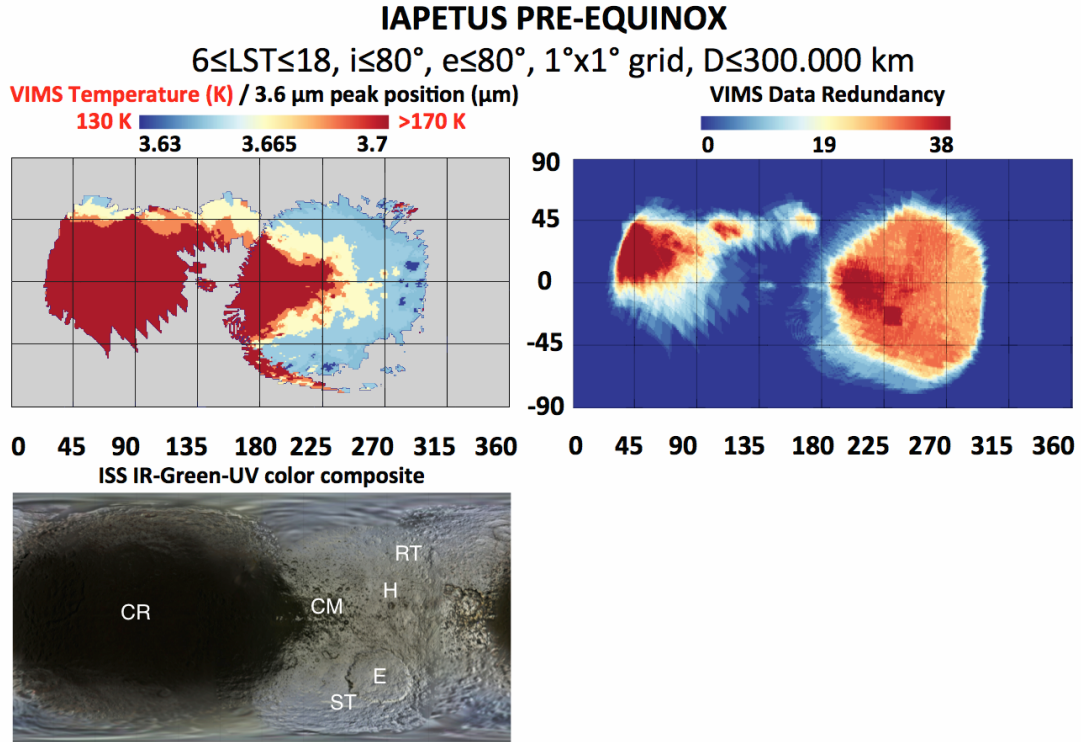 IAPETUS PRE-EQUINOX
6≤LST≤18, i≤80°, e≤80°, 1°x1° grid, D≤300.000 km
VIMS Temperature (K) / 3.6 µm peak position (µm)
130 K >170 K
3.63 3.665 3.7
VIMS Data Redundancy
0 19 38
90
45
0
-45
-90
0 45 90 135 180 225 270 315 360
0 45 90 135 180 225 270 315 360
ISS IR-Green-UV color composite
RT
H
CR
CM
E
ST